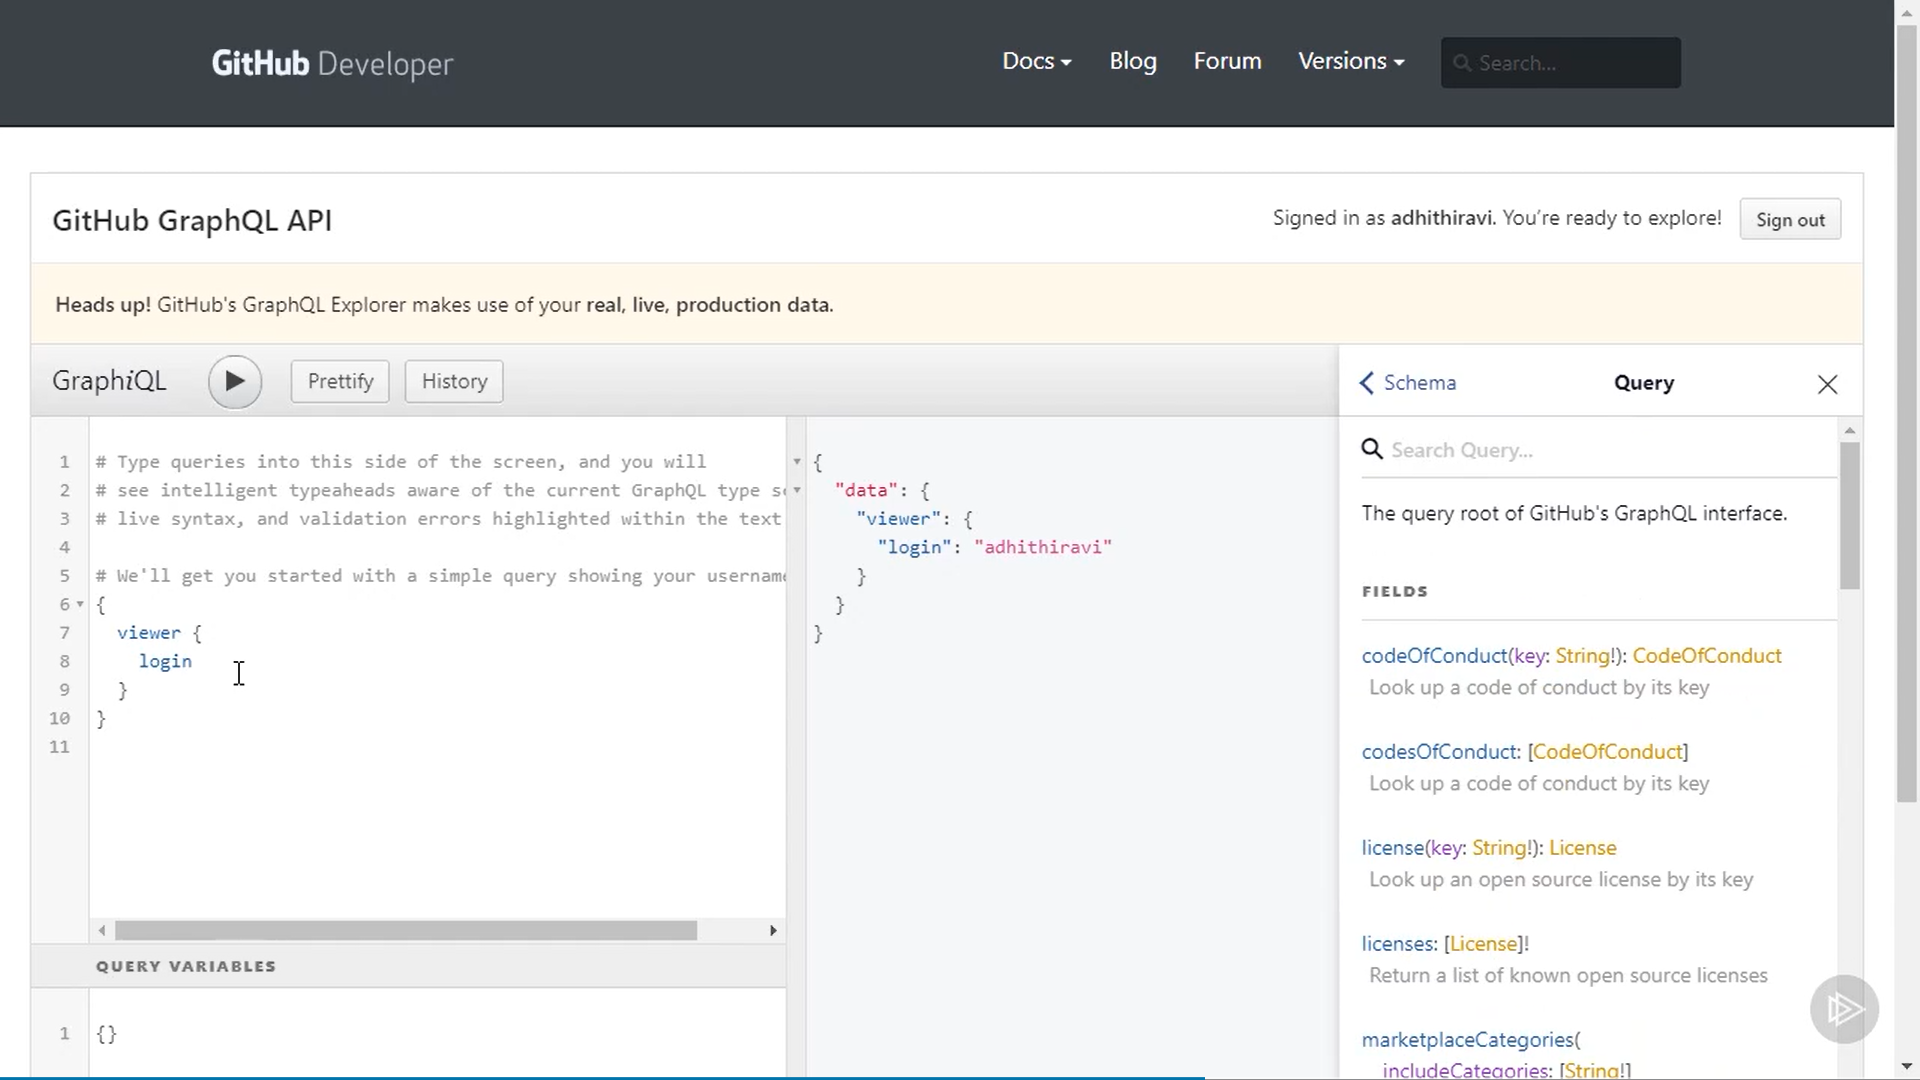 GitHub Developer
Docs
Blog
Forum
Versions
Search...
GitHub GraphQL API
Signed in as adhithiravi. You're ready to explore!
Sign out
Heads up! GitHub's GraphQL Explorer makes use of your real, live, production data.
GraphiQL
Prettify
History
Schema
Query
1 # Type queries into this side of the screen, and you will
2 # see intelligent typeaheads aware of the current GraphQL type s
3 # live syntax, and validation errors highlighted within the text
4
5 # We'll get you started with a simple query showing your username
6 {
7 viewer {
8 login
9 }
10 }
11
QUERY VARIABLES
1 {}
{
"data": {
"viewer": {
"login": "adhithiravi"
}
}
}
Search Query...
The query root of GitHub's GraphQL interface.
FIELDS
codeOfConduct(key: String!): CodeOfConduct
Look up a code of conduct by its key
codesOfConduct: [CodeOfConduct]
Look up a code of conduct by its key
license(key: String!): License
Look up an open source license by its key
licenses: [License]!
Return a list of known open source licenses
marketplaceCategories(
includeCategories: [String!]